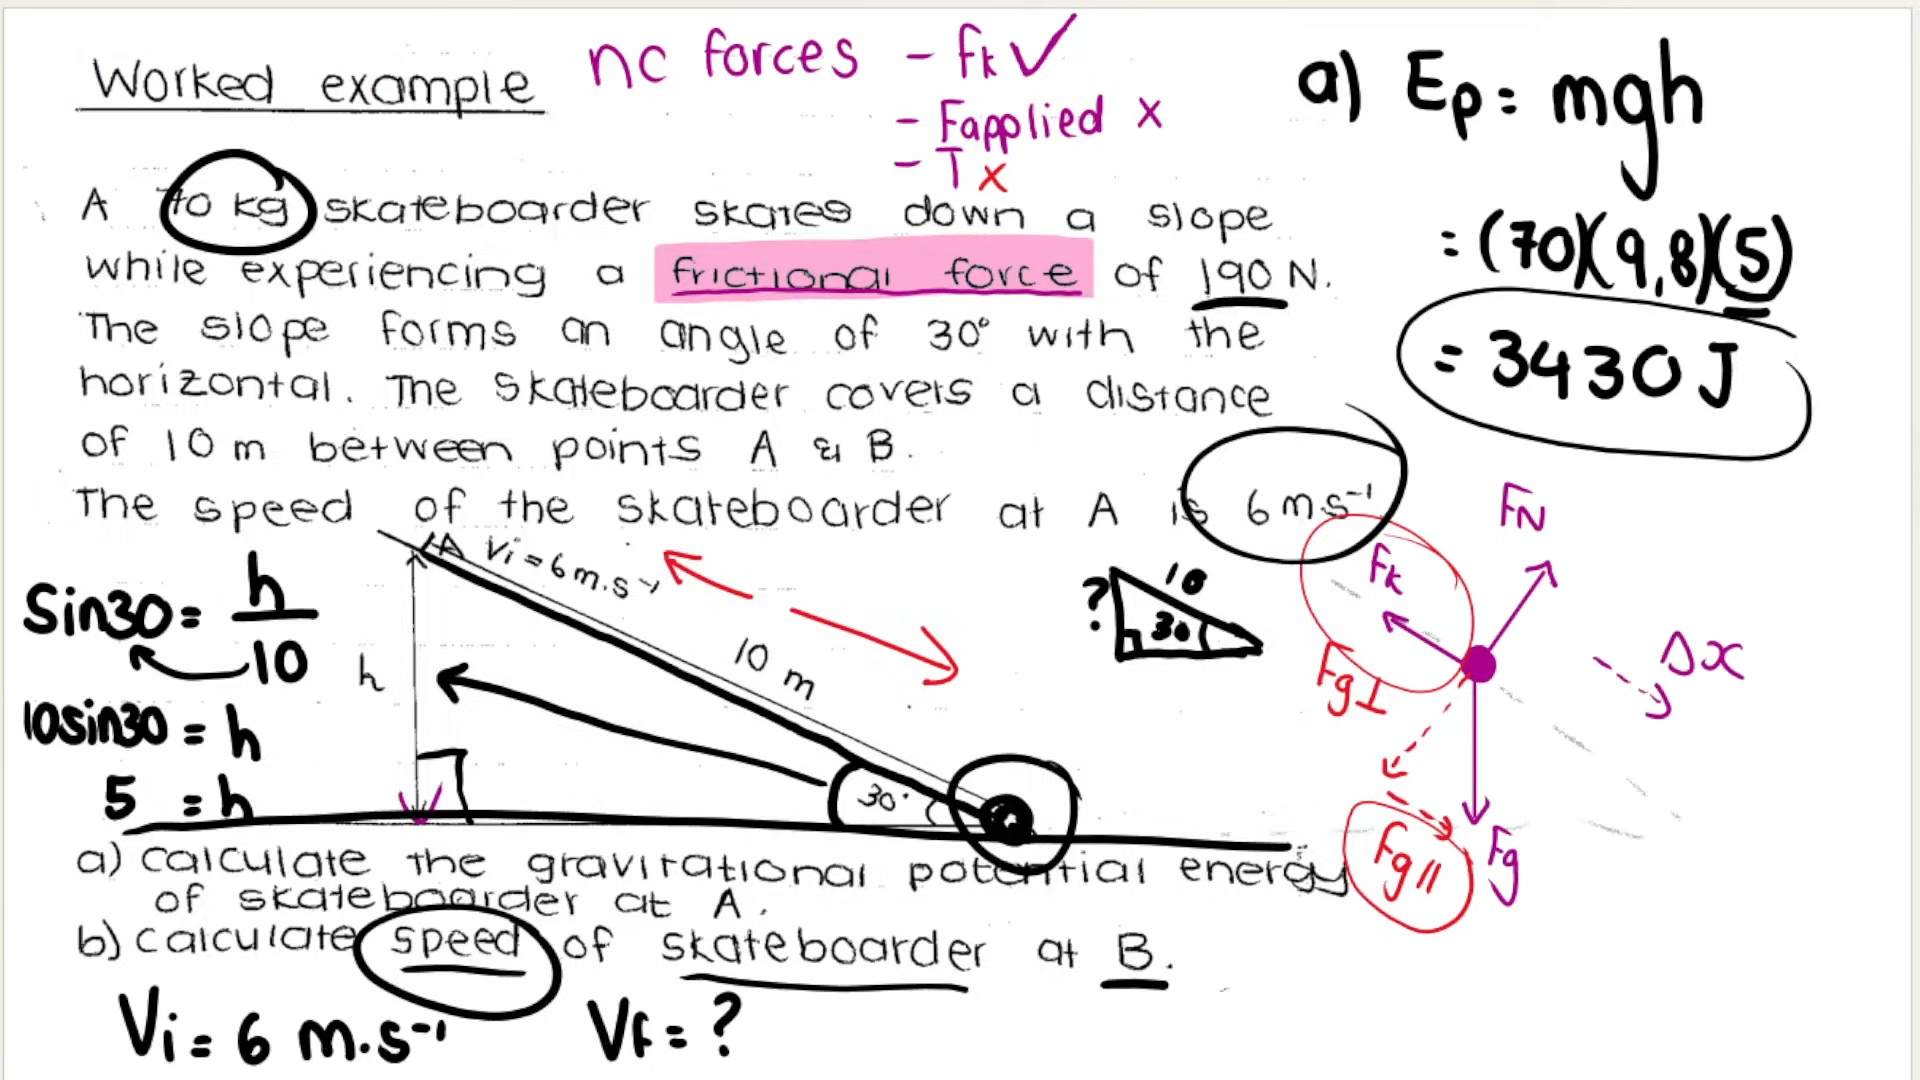 Worked example
nc forces - fk ✓
- Fapplied x
- T x
A 70 kg skateboarder skates down a slope
while experiencing a frictional force of 190 N.
The slope forms an angle of 30° with the
horizontal. The skateboarder covers a distance
of 10 m between points A & B.
The speed of the skateboarder at A is 6 m.s⁻¹
a) Ep = mgh
= (70)(9,8)(5)
= 3430 J
Sin30 = h/10
10sin30 = h
5 = h
A Vi = 6 m.s⁻¹
10 m
h
30°
? 10
30
FN
fk
Δx
Fg⊥
Fg//
Fg
a) calculate the gravitational potential energy
of skateboarder at A.
b) calculate speed of skateboarder at B.
Vi = 6 m.s⁻¹ Vf = ?